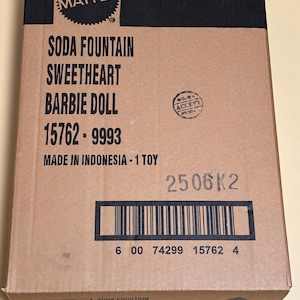 MATTEL
®
SODA FOUNTAIN
SWEETHEART
BARBIE DOLL
15762 - 9993
MADE IN INDONESIA - 1 TOY
ACCEPT
2506K2
6 00 74299 15762 4